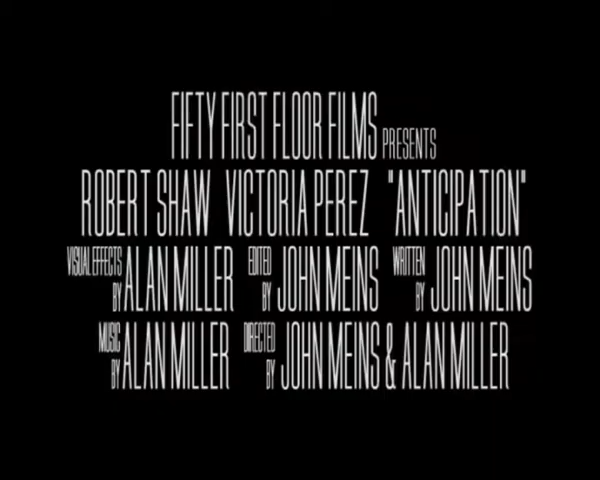 FIFTY FIRST FLOOR FILMS PRESENTS
ROBERT SHAW VICTORIA PEREZ "ANTICIPATION"
VISUAL EFFECTS BY ALAN MILLER EDITED BY JOHN MEINS WRITTEN BY JOHN MEINS
MUSIC BY ALAN MILLER DIRECTED BY JOHN MEINS & ALAN MILLER